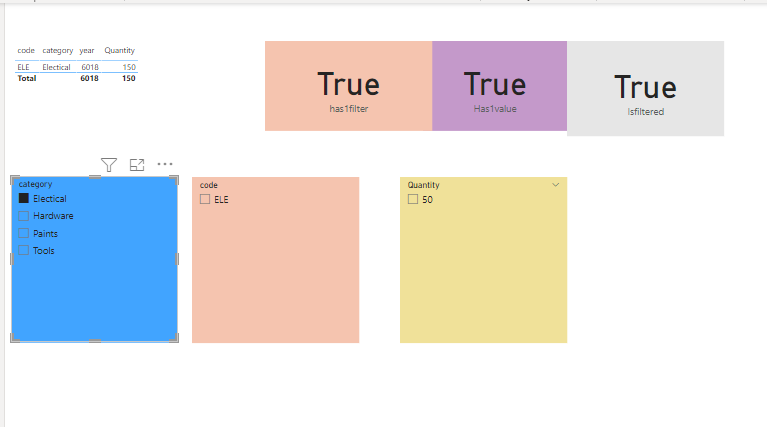 code category year Quantity
ELE Electical 6018 150
Total 6018 150
True
has1filter
True
Has1value
True
Isfiltered
category
Electical
Hardware
Paints
Tools
code
ELE
Quantity
50